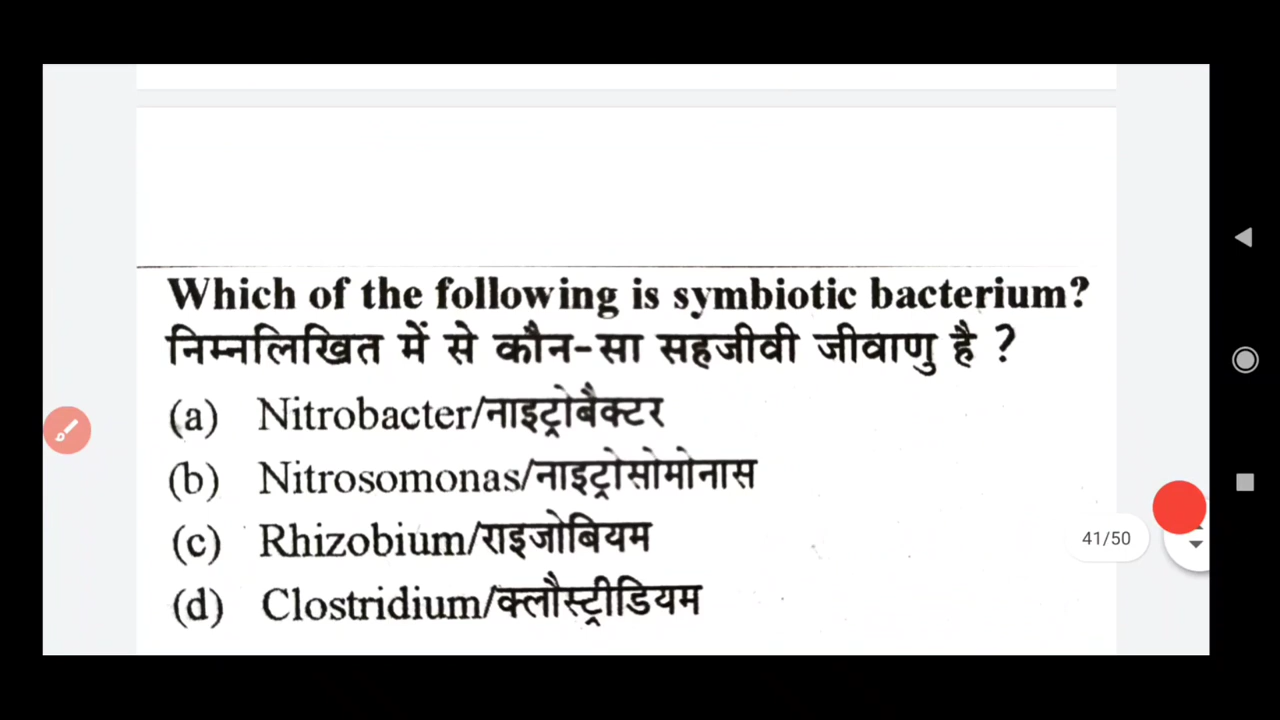 Which of the following is symbiotic bacterium?
निम्नलिखित में से कौन-सा सहजीवी जीवाणु है ?
(a) Nitrobacter/नाइट्रोबैक्टर
(b) Nitrosomonas/नाइट्रोसोमोनास
(c) Rhizobium/राइजोबियम
41/50
(d) Clostridium/क्लौस्ट्रीडियम